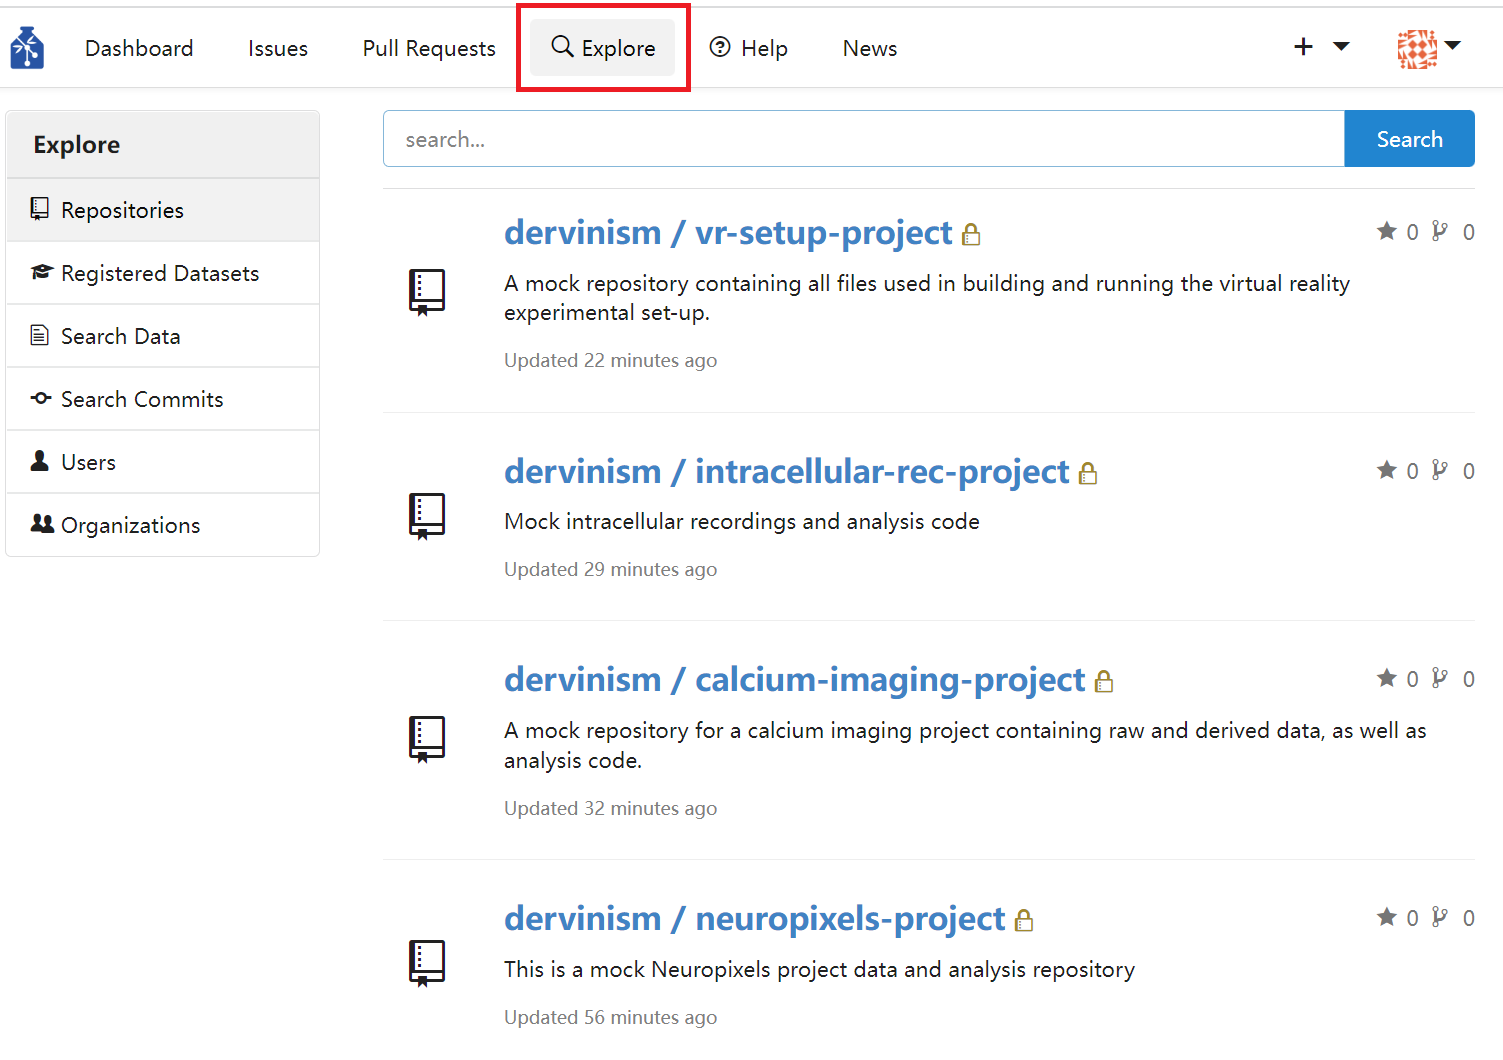 Dashboard Issues Pull Requests Explore Help News
Explore
Repositories
Registered Datasets
Search Data
Search Commits
Users
Organizations
search... Search
dervinism / vr-setup-project 0 0
A mock repository containing all files used in building and running the virtual reality
experimental set-up.
Updated 22 minutes ago
dervinism / intracellular-rec-project 0 0
Mock intracellular recordings and analysis code
Updated 29 minutes ago
dervinism / calcium-imaging-project 0 0
A mock repository for a calcium imaging project containing raw and derived data, as well as
analysis code.
Updated 32 minutes ago
dervinism / neuropixels-project 0 0
This is a mock Neuropixels project data and analysis repository
Updated 56 minutes ago